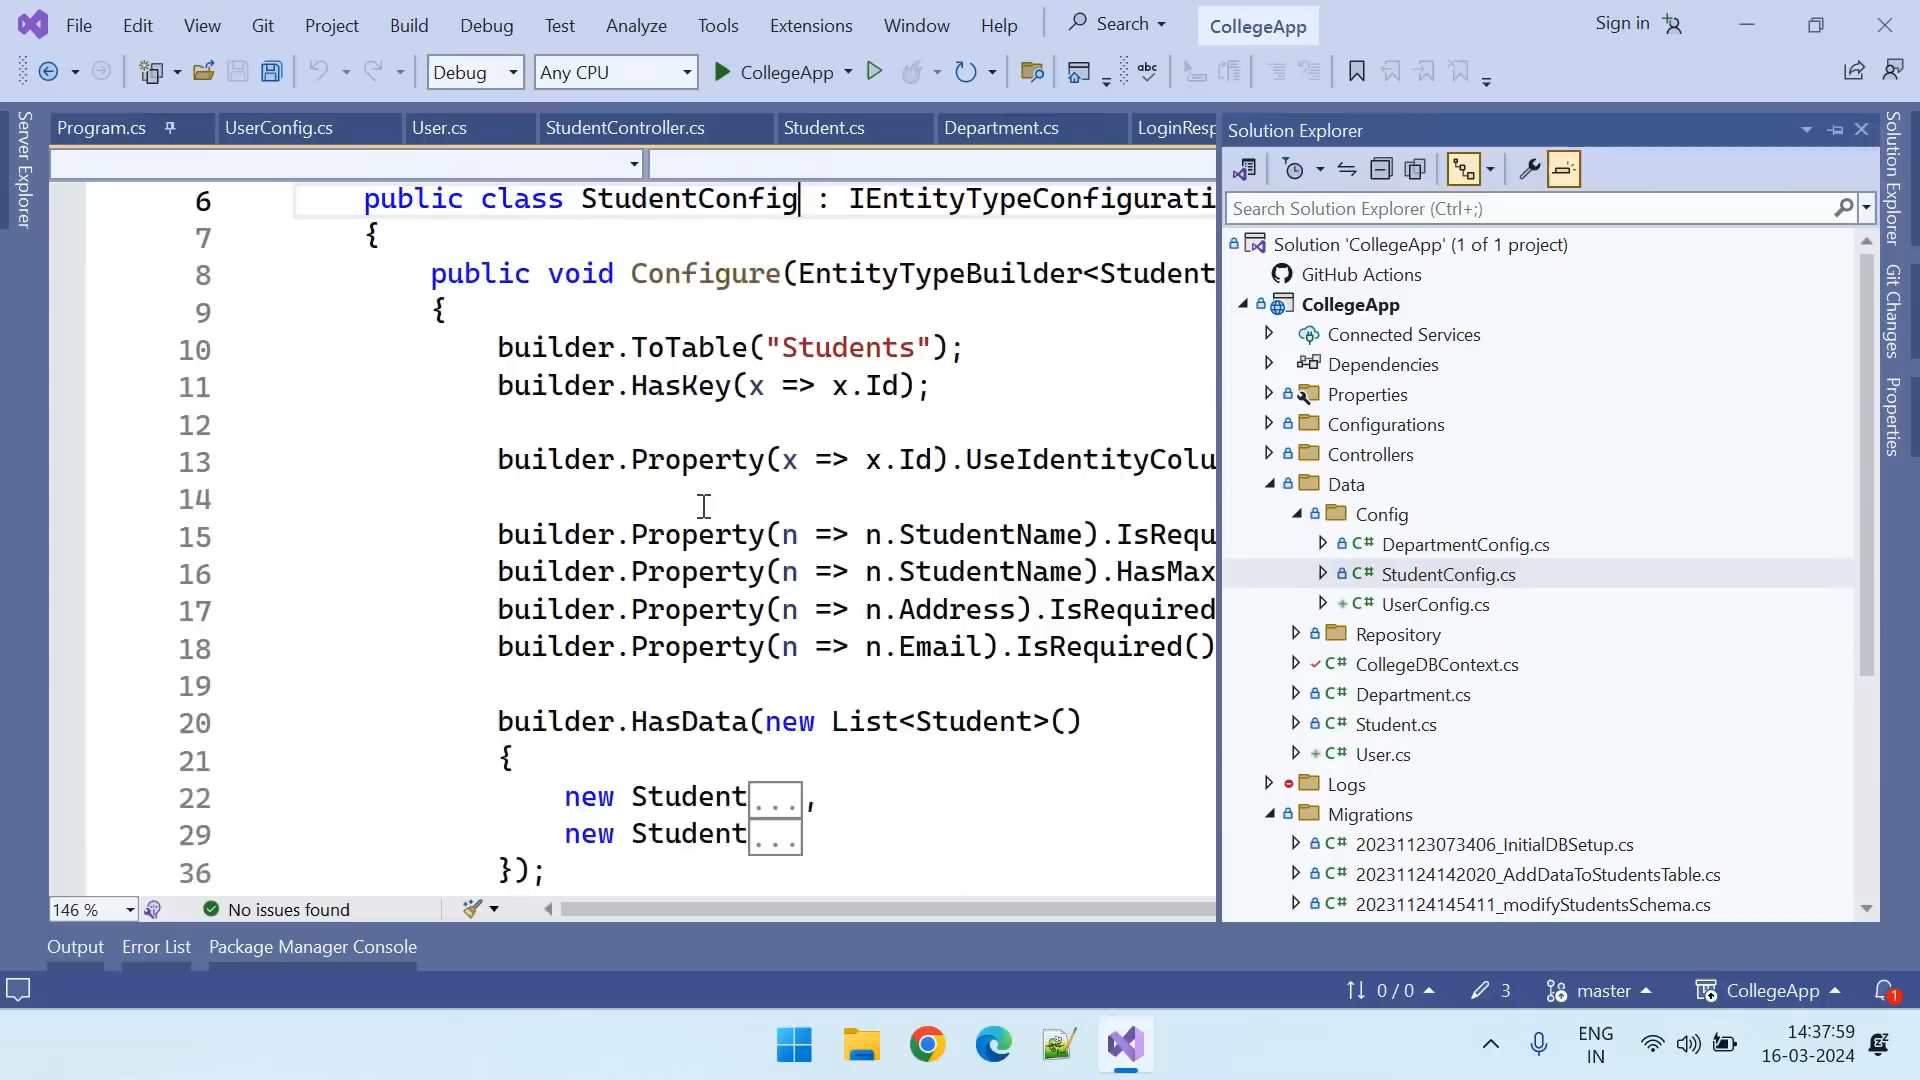 File Edit View Git Project Build Debug Test Analyze Tools Extensions Window Help Search CollegeApp Sign in
Debug Any CPU CollegeApp abc
Program.cs UserConfig.cs User.cs StudentController.cs Student.cs Department.cs LoginResp
Server Explorer
6 public class StudentConfig : IEntityTypeConfigurati
7 {
8 public void Configure(EntityTypeBuilder<Student
9 {
10 builder.ToTable("Students");
11 builder.HasKey(x => x.Id);
12
13 builder.Property(x => x.Id).UseIdentityColu
14
15 builder.Property(n => n.StudentName).IsRequ
16 builder.Property(n => n.StudentName).HasMax
17 builder.Property(n => n.Address).IsRequired
18 builder.Property(n => n.Email).IsRequired()
19
20 builder.HasData(new List<Student>()
21 {
22 new Student...,
29 new Student...
36 });
146 % No issues found
Solution Explorer
Search Solution Explorer (Ctrl+;)
Solution 'CollegeApp' (1 of 1 project)
GitHub Actions
CollegeApp
Connected Services
Dependencies
Properties
Configurations
Controllers
Data
Config
C# DepartmentConfig.cs
C# StudentConfig.cs
C# UserConfig.cs
Repository
C# CollegeDBContext.cs
C# Department.cs
C# Student.cs
C# User.cs
Logs
Migrations
C# 20231123073406_InitialDBSetup.cs
C# 20231124142020_AddDataToStudentsTable.cs
C# 20231124145411_modifyStudentsSchema.cs
Solution Explorer
Git Changes
Properties
Output Error List Package Manager Console
0 / 0 3 master CollegeApp 1
ENG
IN
14:37:59
16-03-2024